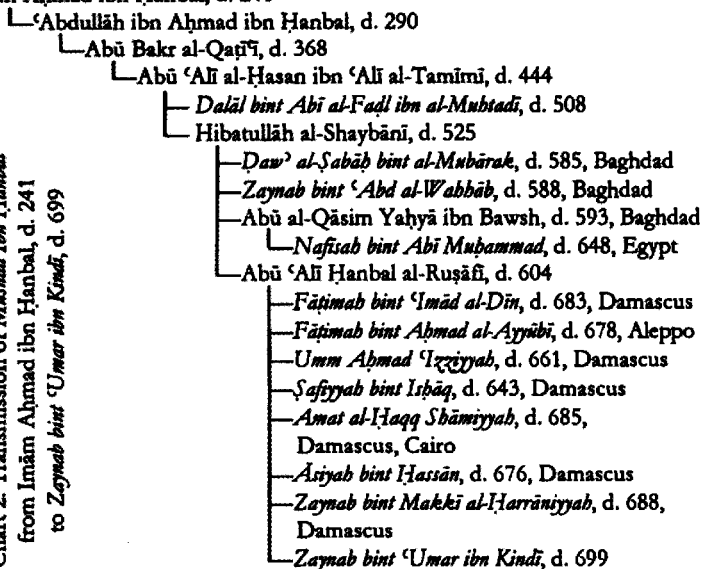 ʿAbdullāh ibn Aḥmad ibn Ḥanbal, d. 290
Abū Bakr al-Qaṭīʿī, d. 368
Abū ʿAlī al-Ḥasan ibn ʿAlī al-Tamīmī, d. 444
Dalāl bint Abī al-Faḍl ibn al-Muhtadī, d. 508
Hibatullāh al-Shaybānī, d. 525
Ḍawʾ al-Ṣabāḥ bint al-Mubārak, d. 585, Baghdad
Zaynab bint ʿAbd al-Wahhāb, d. 588, Baghdad
Abū al-Qāsim Yaḥyā ibn Bawsh, d. 593, Baghdad
Nafīsah bint Abī Muḥammad, d. 648, Egypt
Abū ʿAlī Ḥanbal al-Ruṣāfī, d. 604
Fāṭimah bint ʿImād al-Dīn, d. 683, Damascus
Fāṭimah bint Aḥmad al-Ayyūbī, d. 678, Aleppo
Umm Aḥmad ʿIzziyyah, d. 661, Damascus
Ṣafiyyah bint Isḥāq, d. 643, Damascus
Amat al-Ḥaqq Shāmiyyah, d. 685,
Damascus, Cairo
Āsiyah bint Ḥassān, d. 676, Damascus
Zaynab bint Makkī al-Ḥarrāniyyah, d. 688,
Damascus
Zaynab bint ʿUmar ibn Kindī, d. 699
from Imām Aḥmad ibn Ḥanbal, d. 241
to Zaynab bint ʿUmar ibn Kindī, d. 699